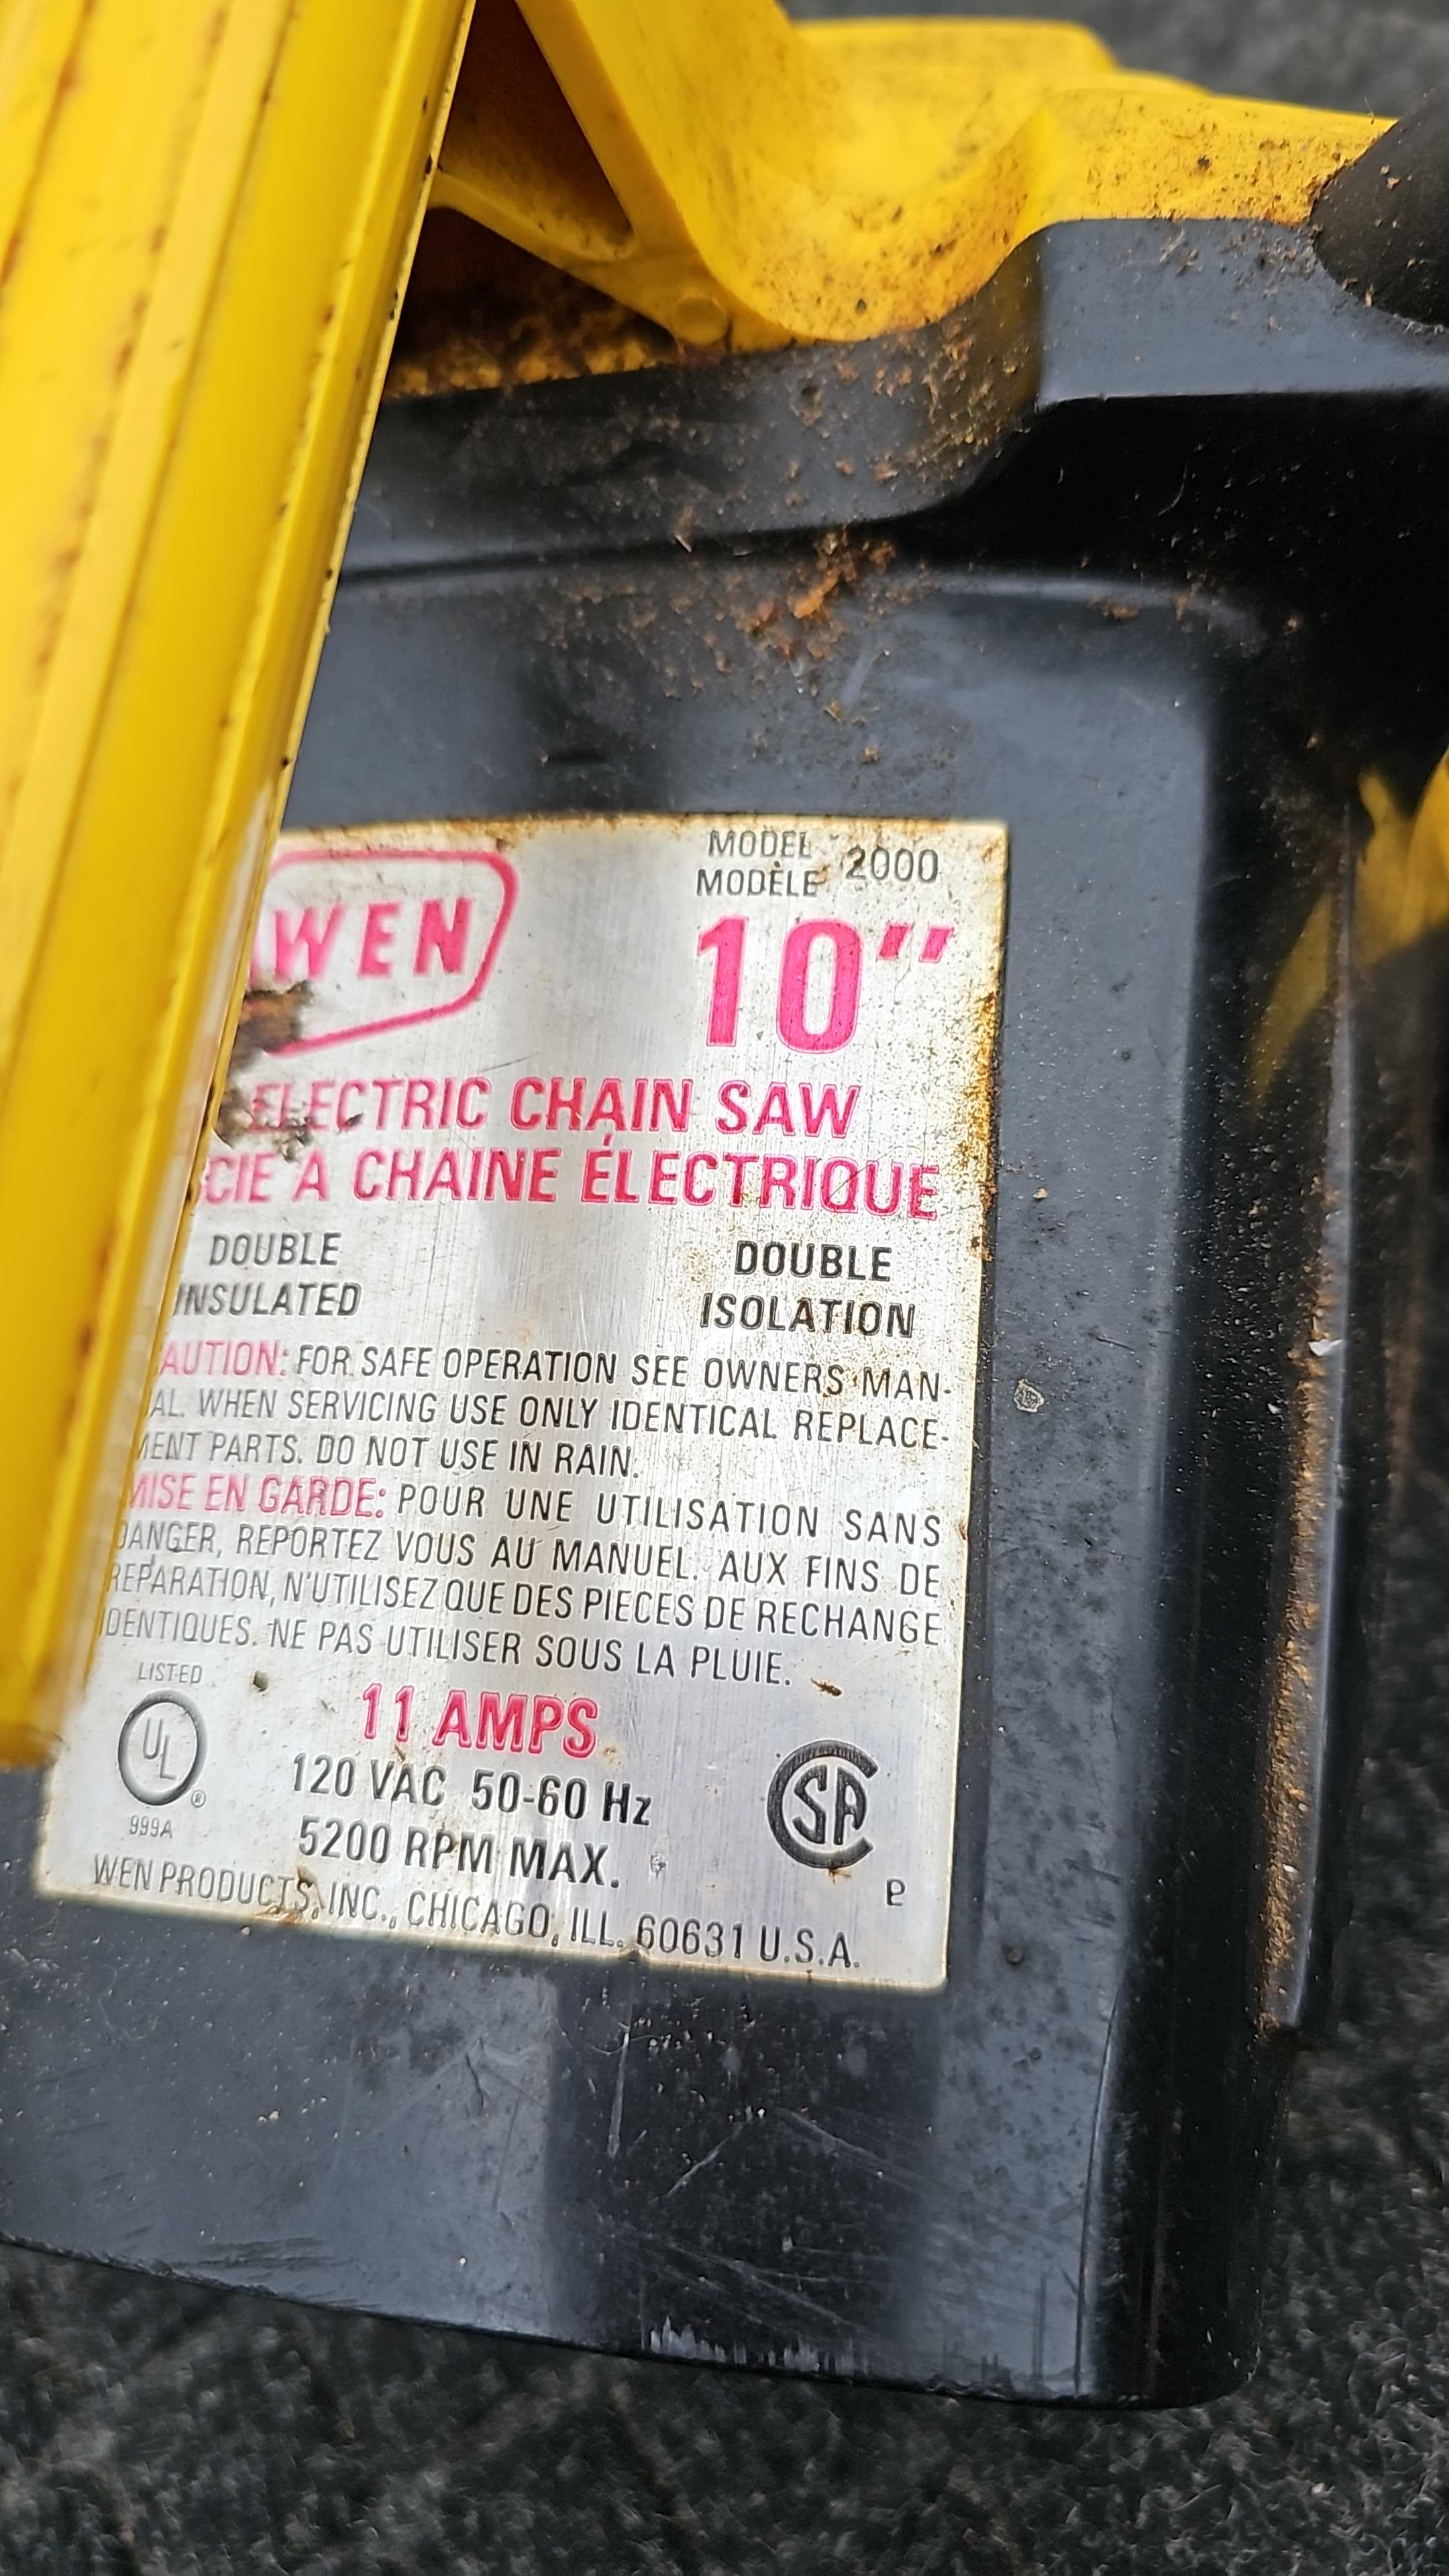 WEN
MODEL 2000
MODÈLE
10"
ELECTRIC CHAIN SAW
CIE A CHAINE ÉLECTRIQUE
DOUBLE DOUBLE
INSULATED ISOLATION
AUTION: FOR SAFE OPERATION SEE OWNERS MAN-
AL. WHEN SERVICING USE ONLY IDENTICAL REPLACE-
MENT PARTS. DO NOT USE IN RAIN.
MISE EN GARDE: POUR UNE UTILISATION SANS
DANGER, REPORTEZ VOUS AU MANUEL. AUX FINS DE
REPARATION, N'UTILISEZ QUE DES PIECES DE RECHANGE
IDENTIQUES. NE PAS UTILISER SOUS LA PLUIE.
LISTED
UL ®
999A
11 AMPS
120 VAC 50-60 Hz
5200 RPM MAX.
CSA
e
WEN PRODUCTS, INC., CHICAGO, ILL. 60631 U.S.A.